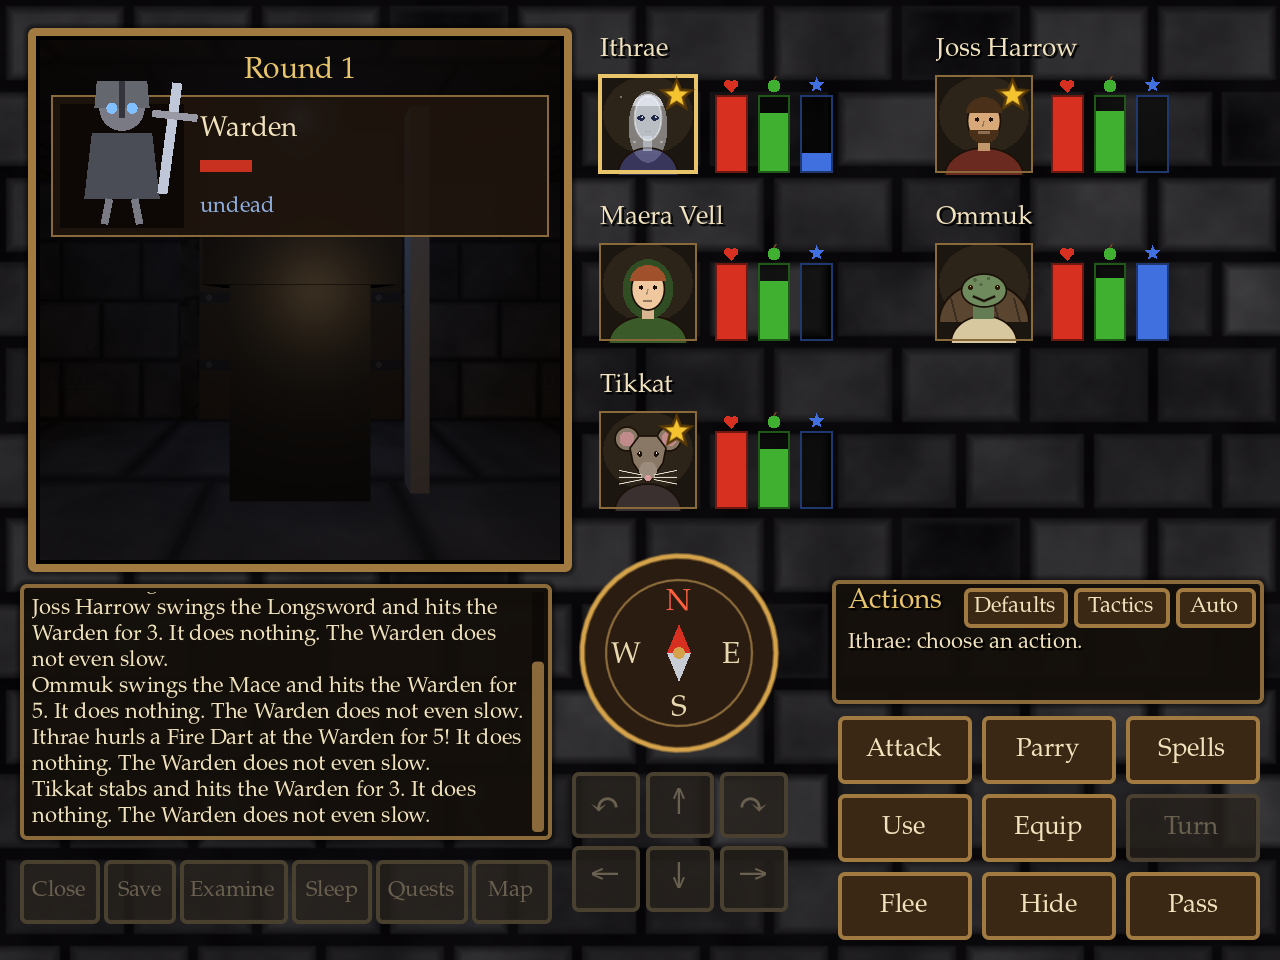 Round 1
Warden
undead
Ithrae
Joss Harrow
Maera Vell
Ommuk
Tikkat
Joss Harrow swings the Longsword and hits the
Warden for 3. It does nothing. The Warden does
not even slow.
Ommuk swings the Mace and hits the Warden for
5. It does nothing. The Warden does not even slow.
Ithrae hurls a Fire Dart at the Warden for 5! It does
nothing. The Warden does not even slow.
Tikkat stabs and hits the Warden for 3. It does
nothing. The Warden does not even slow.
N
W E
S
Actions Defaults Tactics Auto
Ithrae: choose an action.
Attack Parry Spells
Use Equip Turn
Flee Hide Pass
Close Save Examine Sleep Quests Map